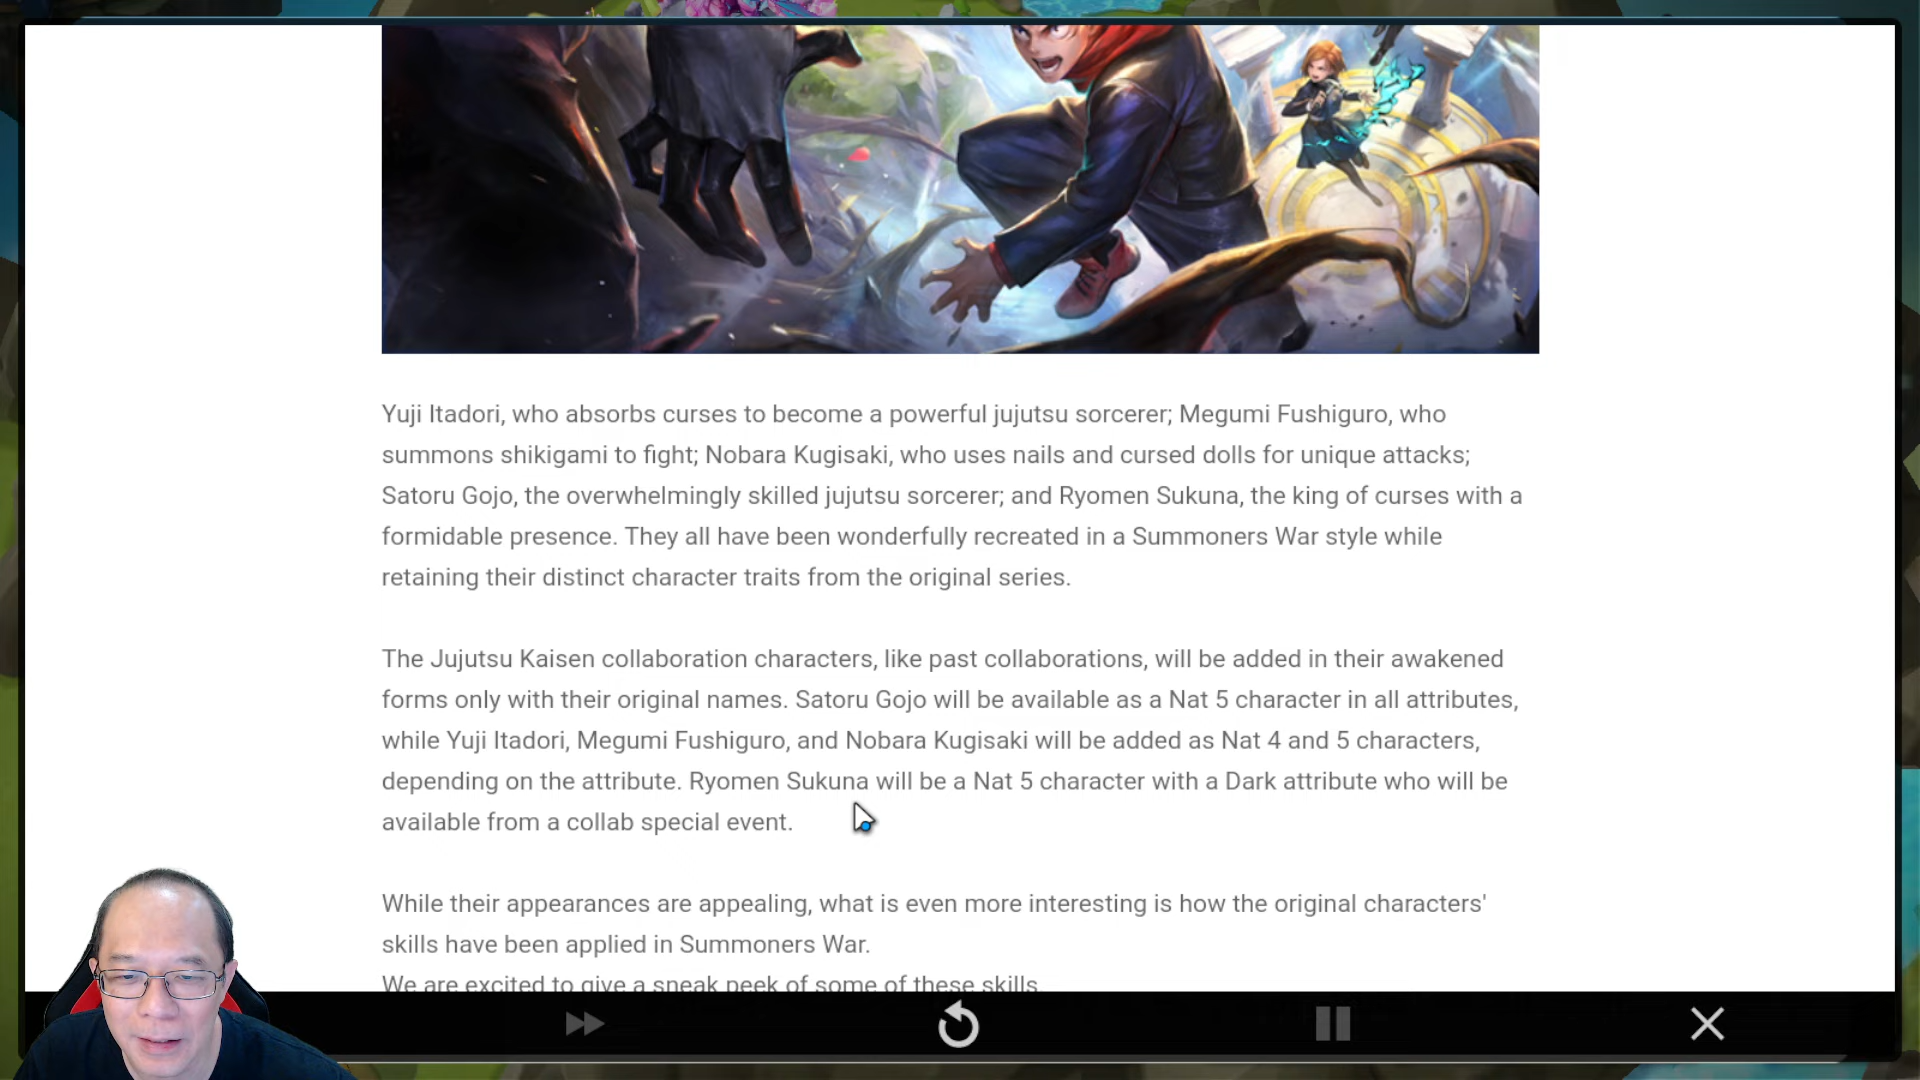 Yuji Itadori, who absorbs curses to become a powerful jujutsu sorcerer; Megumi Fushiguro, who
summons shikigami to fight; Nobara Kugisaki, who uses nails and cursed dolls for unique attacks;
Satoru Gojo, the overwhelmingly skilled jujutsu sorcerer; and Ryomen Sukuna, the king of curses with a
formidable presence. They all have been wonderfully recreated in a Summoners War style while
retaining their distinct character traits from the original series.
The Jujutsu Kaisen collaboration characters, like past collaborations, will be added in their awakened
forms only with their original names. Satoru Gojo will be available as a Nat 5 character in all attributes,
while Yuji Itadori, Megumi Fushiguro, and Nobara Kugisaki will be added as Nat 4 and 5 characters,
depending on the attribute. Ryomen Sukuna will be a Nat 5 character with a Dark attribute who will be
available from a collab special event.
While their appearances are appealing, what is even more interesting is how the original characters'
skills have been applied in Summoners War.
We are excited to give a sneak peek of some of these skills.